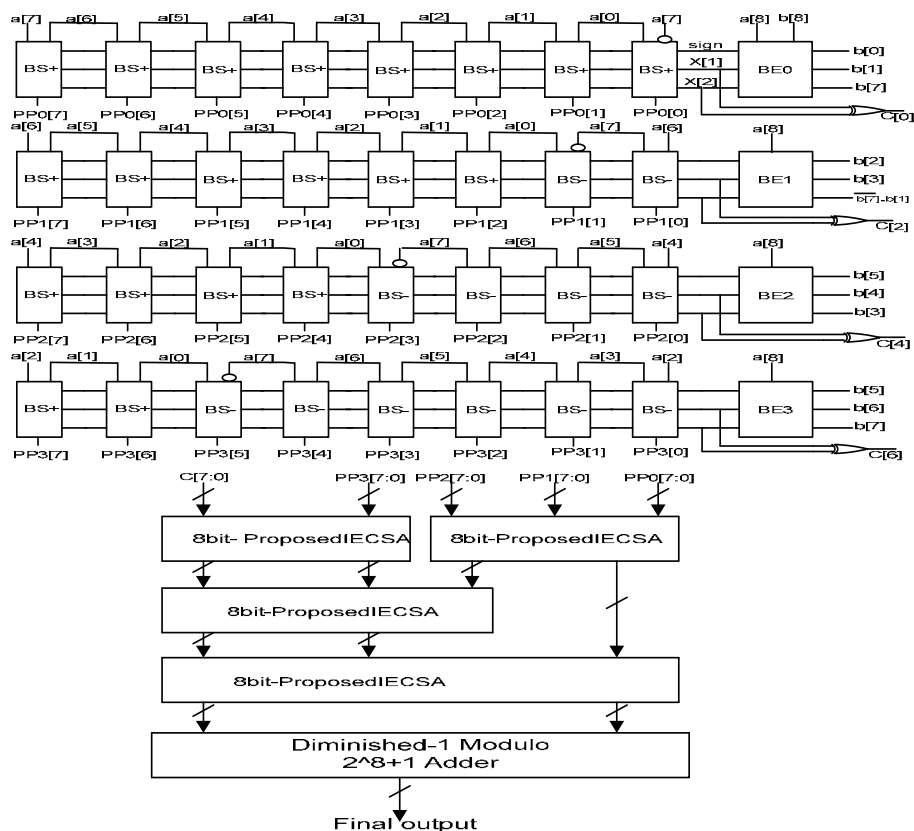 a[7] a[6] a[5] a[4] a[3] a[2] a[1] a[0] a[7] a[8] b[8]
BS+ BS+ BS+ BS+ BS+ BS+ BS+ BS+ sign X[1] X[2] BE0 b[0] b[1] b[7]
PP0[7] PP0[6] PP0[5] PP0[4] PP0[3] PP0[2] PP0[1] PP0[0] C[0]
a[6] a[5] a[4] a[3] a[2] a[1] a[0] a[7] a[6] a[8]
BS+ BS+ BS+ BS+ BS+ BS+ BS- BS- BE1 b[2] b[3] b[7].b[1]
PP1[7] PP1[6] PP1[5] PP1[4] PP1[3] PP1[2] PP1[1] PP1[0] C[2]
a[4] a[3] a[2] a[1] a[0] a[7] a[6] a[5] a[4] a[8]
BS+ BS+ BS+ BS+ BS- BS- BS- BS- BE2 b[5] b[4] b[3]
PP2[7] PP2[6] PP2[5] PP2[4] PP2[3] PP2[2] PP2[1] PP2[0] C[4]
a[2] a[1] a[0] a[7] a[6] a[5] a[4] a[3] a[2] a[8]
BS+ BS+ BS- BS- BS- BS- BS- BS- BE3 b[5] b[6] b[7]
PP3[7] PP3[6] PP3[5] PP3[4] PP3[3] PP3[2] PP3[1] PP3[0] C[6]
C[7:0] PP3[7:0] PP2[7:0] PP1[7:0] PP0[7:0]
8bit- ProposedIECSA 8bit-ProposedIECSA
8bit-ProposedIECSA
8bit-ProposedIECSA
Diminished-1 Modulo
2^8+1 Adder
Final output